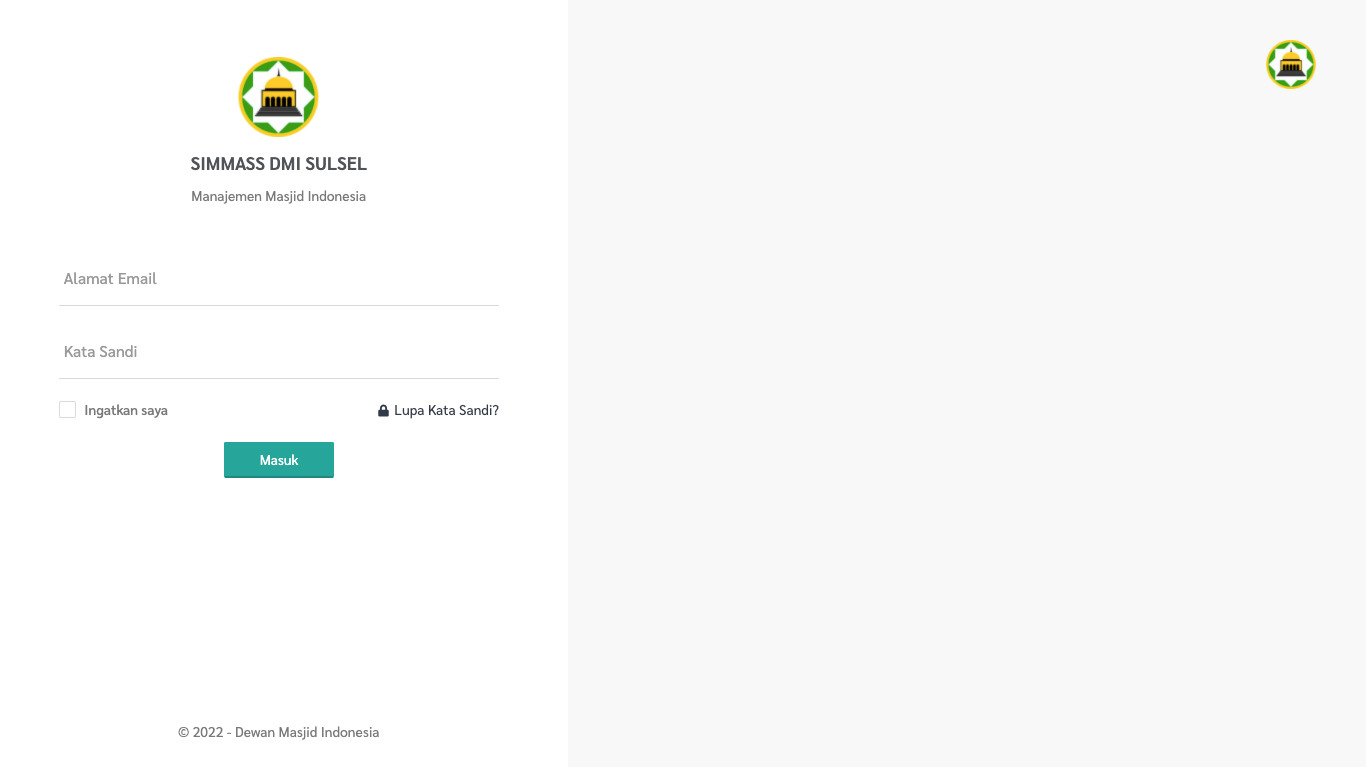 SIMMASS DMI SULSEL
Manajemen Masjid Indonesia
Alamat Email
Kata Sandi
Ingatkan saya
Lupa Kata Sandi?
Masuk
© 2022 - Dewan Masjid Indonesia